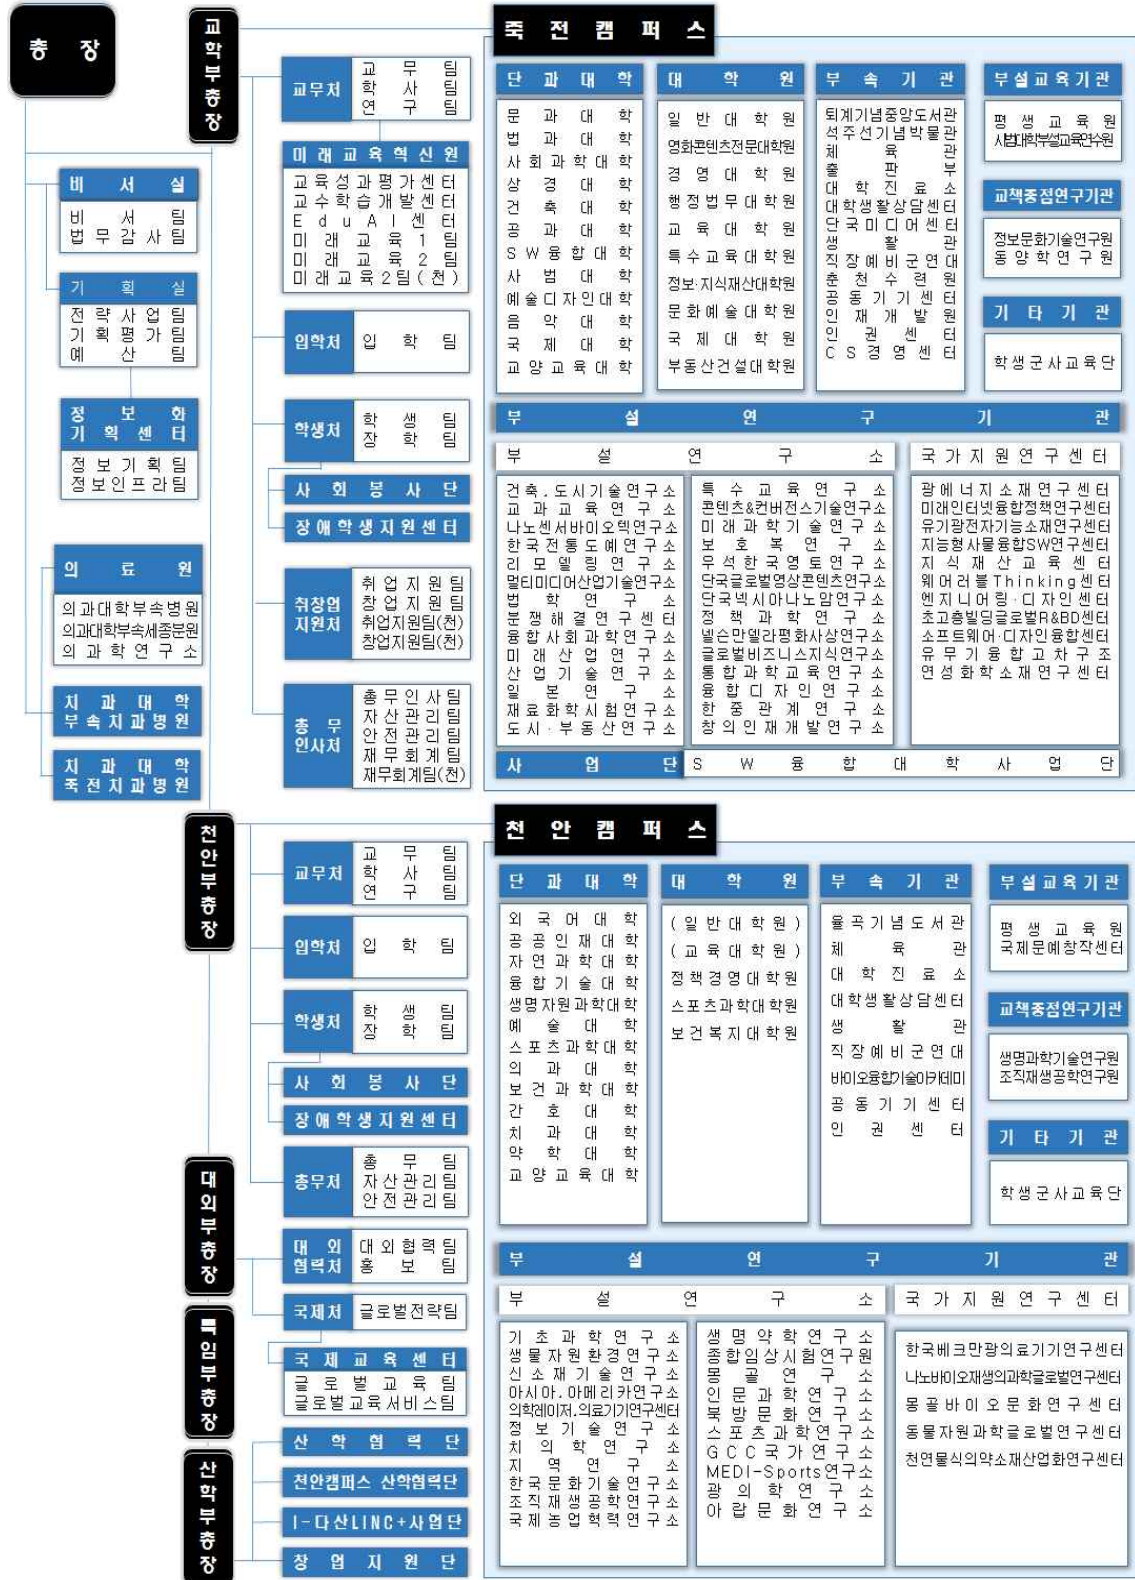 총 장
비 서 실
비 서 팀
법무감사팀
기 획 실
전략사업팀
기획평가팀
예 산 팀
정 보 화
기 획 센 터
정보기획팀
정보인프라팀
의 료 원
의과대학부속병원
의과대학부속세종분원
의과학연구소
치 과 대 학
부속치과병원
치 과 대 학
죽전치과병원
교학부총장
교무처
교 무 팀
학 사 팀
연 구 팀
미래교육혁신원
교육성과평가센터
교수학습개발센터
EduAI센터
미래교육1팀
미래교육2팀
미래교육2팀(천)
입학처
입 학 팀
학생처
학 생 팀
장 학 팀
사 회 봉 사 단
장애학생지원센터
취창업
지원처
취업지원팀
창업지원팀
취업지원팀(천)
창업지원팀(천)
총 무
인사처
총무인사팀
자산관리팀
안전관리팀
재무회계팀
재무회계팀(천)
죽 전 캠 퍼 스
단 과 대 학
문 과 대 학
법 과 대 학
사회과학대학
상 경 대 학
건 축 대 학
공 과 대 학
SW융합대학
사 범 대 학
예술디자인대학
음 악 대 학
국 제 대 학
교양교육대학
대 학 원
일반대학원
영화콘텐츠전문대학원
경영대학원
행정법무대학원
교육대학원
특수교육대학원
정보·지식재산대학원
문화예술대학원
국제대학원
부동산건설대학원
부 속 기 관
퇴계기념중앙도서관
석주선기념박물관
체 육 관
출 판 부
대학진료소
대학생활상담센터
단국미디어센터
생 활 관
직장예비군연대
춘천수련원
공동기기센터
인재개발원
인 권 센 터
CS경영센터
부설교육기관
평 생 교 육 원
사범대학부설교육연수원
교책중점연구기관
정보문화기술연구원
동양학연구원
기 타 기 관
학생군사교육단
부 설 연 구 기 관
부 설 연 구 소
국가지원연구센터
건축.도시기술연구소
교과교육연구소
나노센서바이오텍연구소
한국전통도예연구소
리모델링연구소
멀티미디어산업기술연구소
법 학 연 구 소
분쟁해결연구센터
융합사회과학연구소
미래산업연구소
산업기술연구소
일 본 연 구 소
재료화학시험연구소
도시·부동산연구소
특수교육연구소
콘텐츠&컨버전스기술연구소
미래과학기술연구소
보호복연구소
우석한국영토연구소
단국글로벌영상콘텐츠연구소
단국넥시아나노암연구소
정책과학연구소
넬슨만델라평화사상연구소
글로벌비즈니스지식연구소
통합과학교육연구소
융합디자인연구소
한중관계연구소
창의인재개발연구소
광에너지소재연구센터
미래인터넷융합정책연구센터
유기광전자기능소재연구센터
지능형사물융합SW연구센터
지식재산교육센터
웨어러블Thinking센터
엔지니어링·디자인센터
초고층빌딩글로벌R&BD센터
소프트웨어·디자인융합센터
유무기융합고차구조
연성화학소재연구센터
사 업 단
SW융합대학사업단
천안부총장
교무처
교 무 팀
학 사 팀
연 구 팀
입학처
입 학 팀
학생처
학 생 팀
장 학 팀
사 회 봉 사 단
장애학생지원센터
총무처
총 무 팀
자산관리팀
안전관리팀
천 안 캠 퍼 스
단 과 대 학
외국어대학
공공인재대학
자연과학대학
융합기술대학
생명자원과학대학
예 술 대 학
스포츠과학대학
의 과 대 학
보건과학대학
간 호 대 학
치 과 대 학
약 학 대 학
교양교육대학
대 학 원
(일반대학원)
(교육대학원)
정책경영대학원
스포츠과학대학원
보건복지대학원
부 속 기 관
율곡기념도서관
체 육 관
대학진료소
대학생활상담센터
생 활 관
직장예비군연대
바이오융합기술아카데미
공동기기센터
인 권 센 터
부설교육기관
평 생 교 육 원
국제문예창작센터
교책중점연구기관
생명과학기술연구원
조직재생공학연구원
기 타 기 관
학생군사교육단
대외부총장
대 외
협력처
대외협력팀
홍 보 팀
국제처
글로벌전략팀
국제교육센터
글로벌교육팀
글로벌교육서비스팀
특임부총장
산학부총장
산 학 협 력 단
천안캠퍼스 산학협력단
I-다산LINC+사업단
창 업 지 원 단
부 설 연 구 기 관
부 설 연 구 소
국가지원연구센터
기초과학연구소
생물자원환경연구소
신소재기술연구소
아시아.아메리카연구소
의학레이저.의료기기연구센터
정보기술연구소
치의학연구소
지 역 연 구 소
한국문화기술연구소
조직재생공학연구소
국제농업협력연구소
생명약학연구소
종합임상시험연구원
몽 골 연 구 소
인문과학연구소
북방문화연구소
스포츠과학연구소
GCC국가연구소
MEDI-Sports연구소
광의학연구소
아랍문화연구소
한국베크만광의료기기연구센터
나노바이오재생의과학글로벌연구센터
몽골바이오문화연구센터
동물자원과학글로벌연구센터
천연물식의약소재산업화연구센터